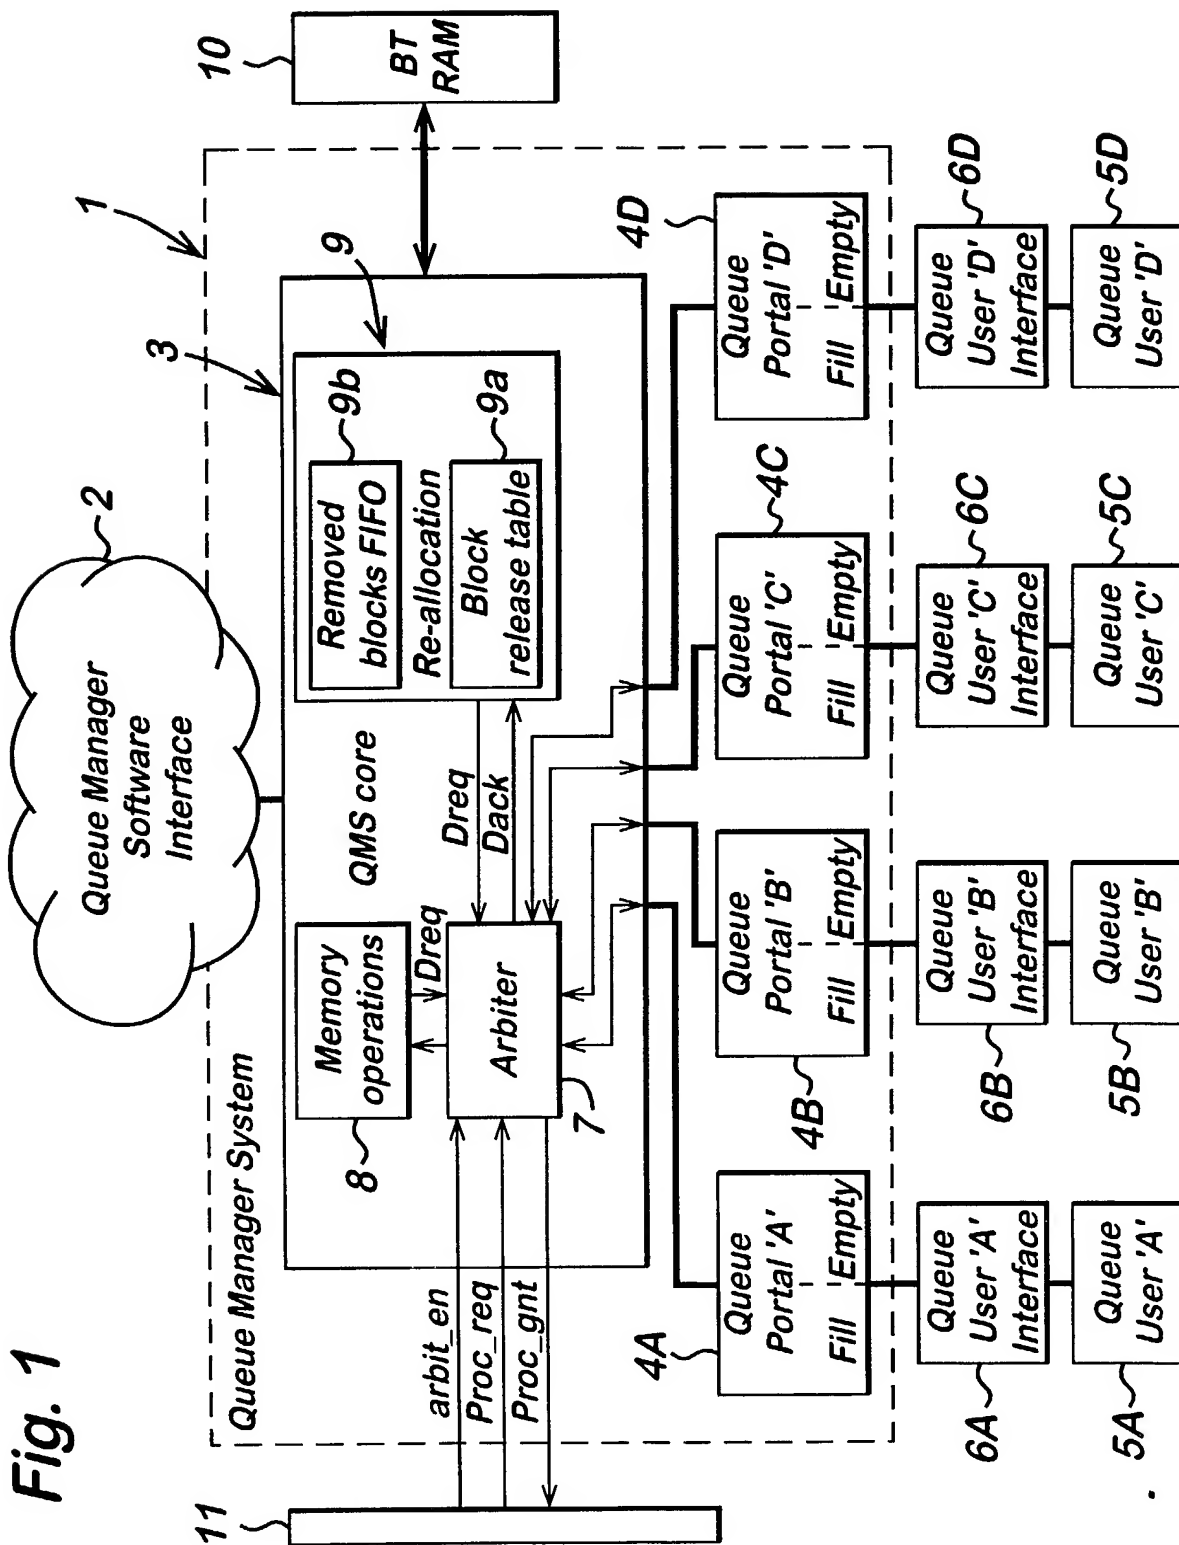 Fig. 1
Queue Manager
Software
Interface
2
1
Queue Manager System
3
QMS core
Memory
operations
8
Dreq
Arbiter
7
Dreq
Dack
9
9b
Removed
blocks FIFO
Re-allocation
9a
Block
release table
10
BT
RAM
11
arbit_en
Proc_req
Proc_gnt
4A
Queue
Portal 'A'
Fill Empty
4B
Queue
Portal 'B'
Fill Empty
4C
Queue
Portal 'C'
Fill Empty
4D
Queue
Portal 'D'
Fill Empty
6A
Queue
User 'A'
Interface
6B
Queue
User 'B'
Interface
6C
Queue
User 'C'
Interface
6D
Queue
User 'D'
Interface
5A
Queue
User 'A'
5B
Queue
User 'B'
5C
Queue
User 'C'
5D
Queue
User 'D'